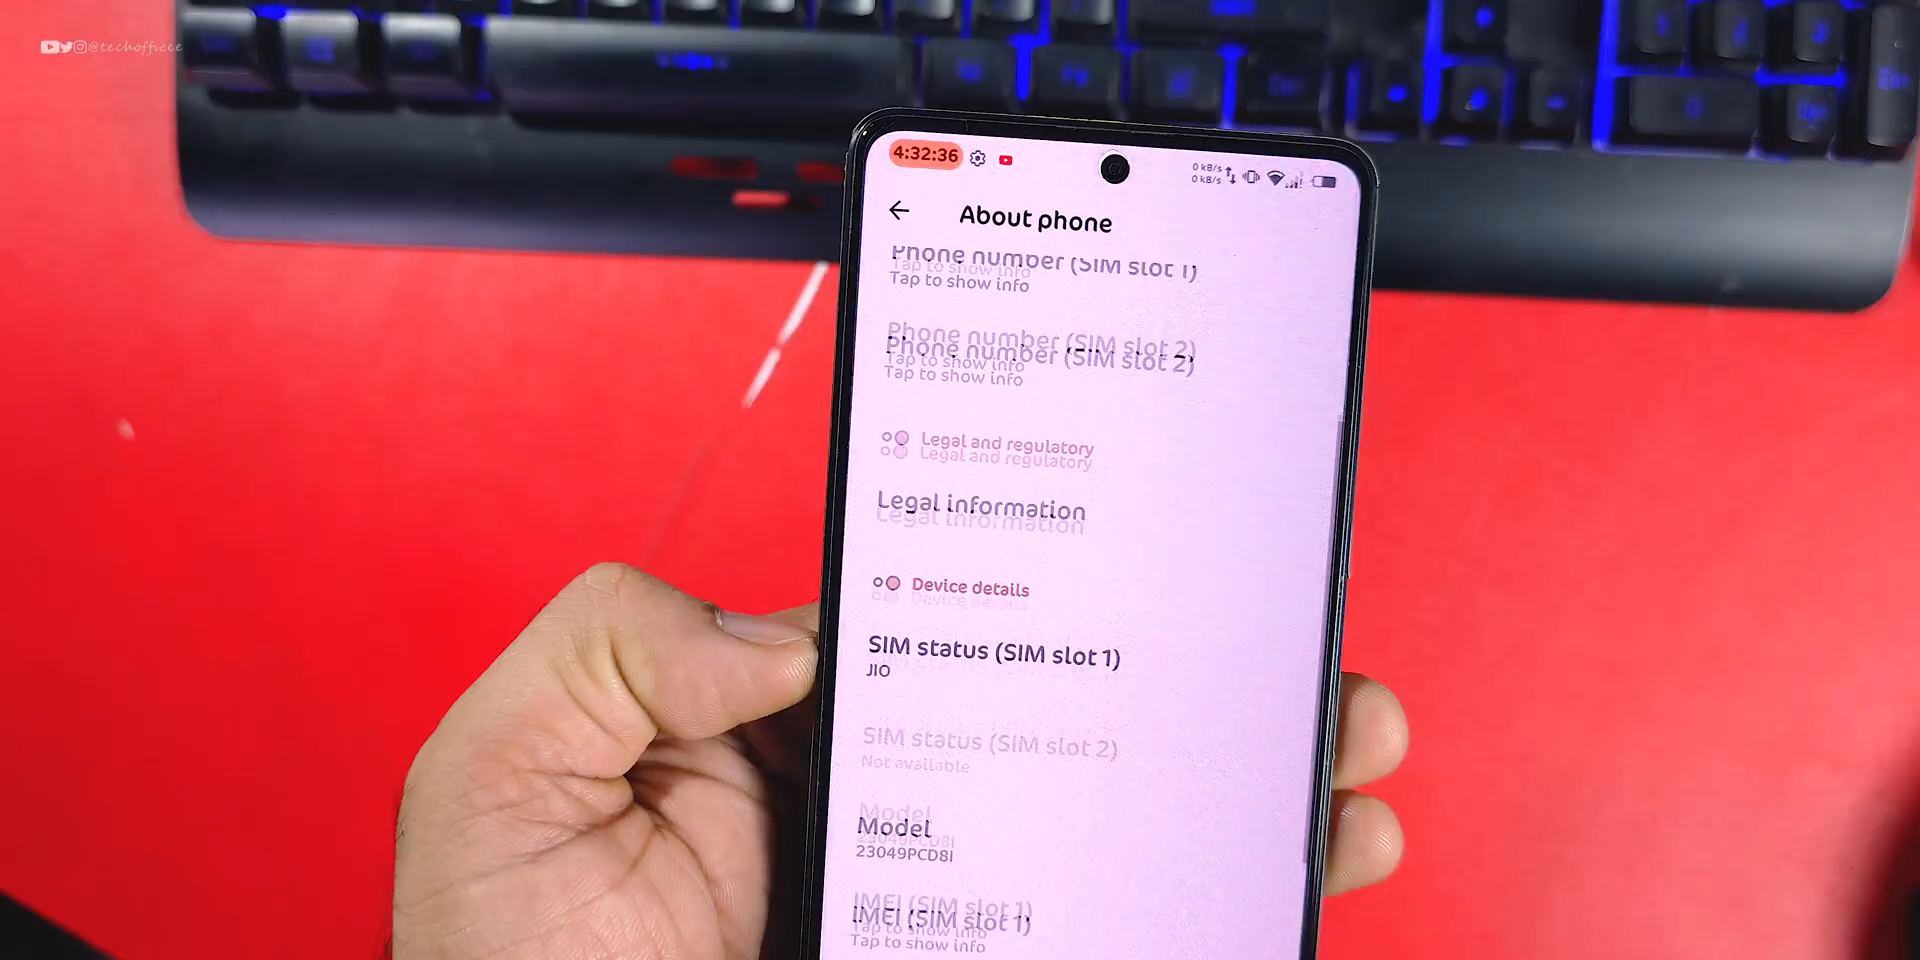 @techofficee
4:32:36
0 kB/s
0 kB/s
About phone
Phone number (SIM slot 1)
Tap to show info
Phone number (SIM slot 2)
Tap to show info
Legal and regulatory
Legal information
Device details
SIM status (SIM slot 1)
JIO
SIM status (SIM slot 2)
Not available
Model
23049PCD8I
IMEI (SIM slot 1)
Tap to show info